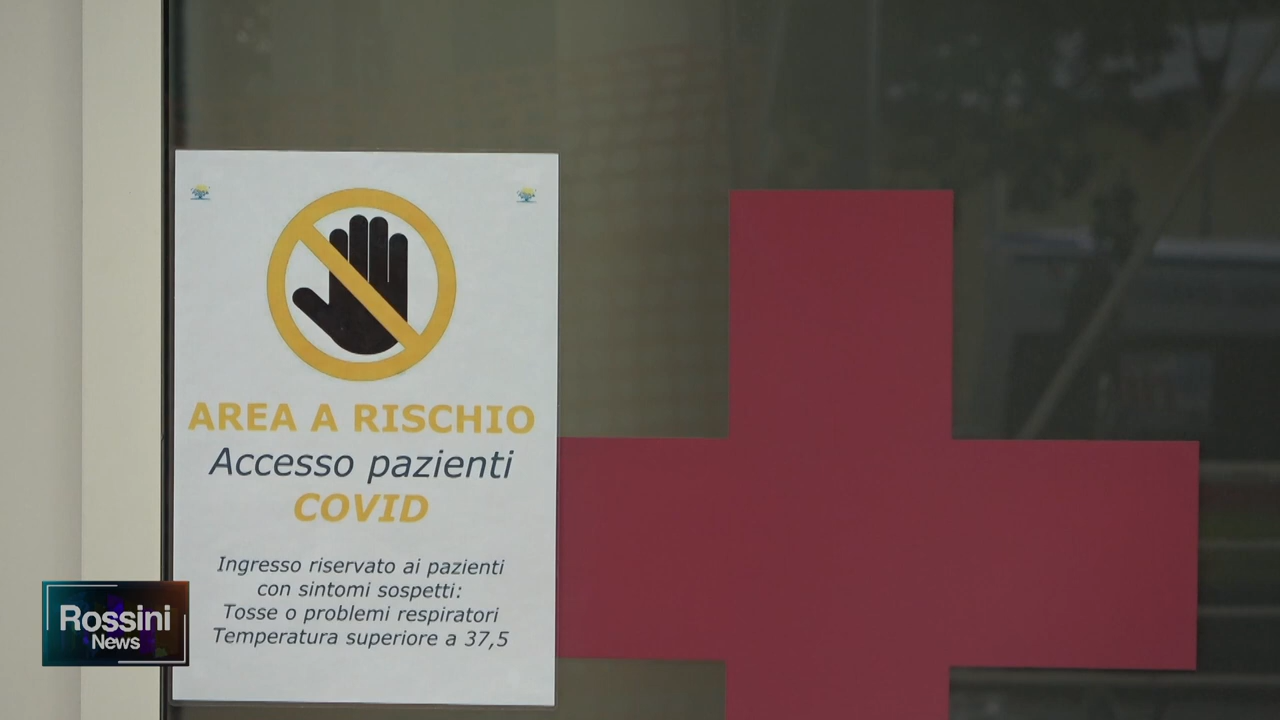 AREA A RISCHIO
Accesso pazienti
COVID
Ingresso riservato ai pazienti
con sintomi sospetti:
Tosse o problemi respiratori
Temperatura superiore a 37,5
Rossini
News